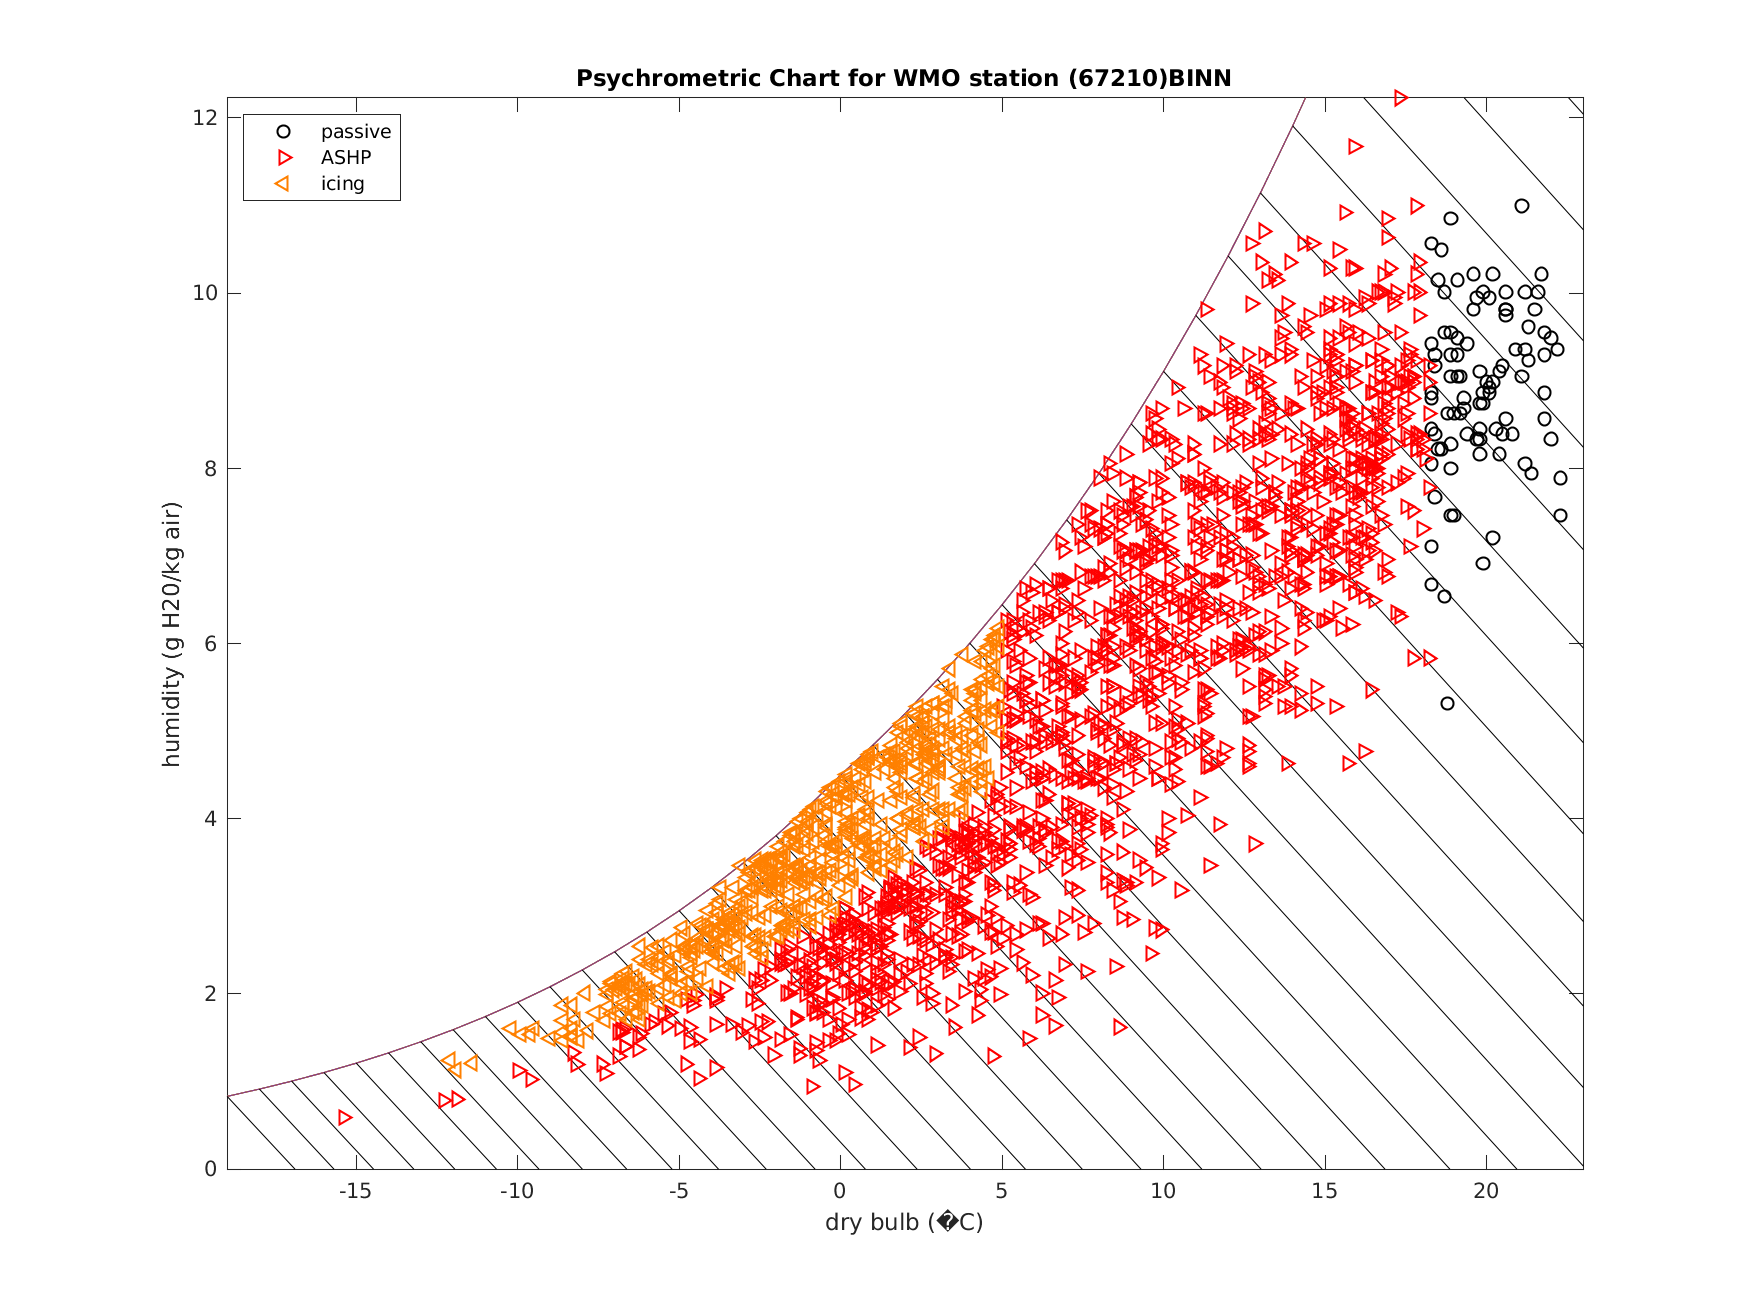 Psychrometric Chart for WMO station (67210)BINN
passive
ASHP
icing
12
10
8
6
4
2
0
humidity (g H20/kg air)
-15 -10 -5 0 5 10 15 20
dry bulb (�C)